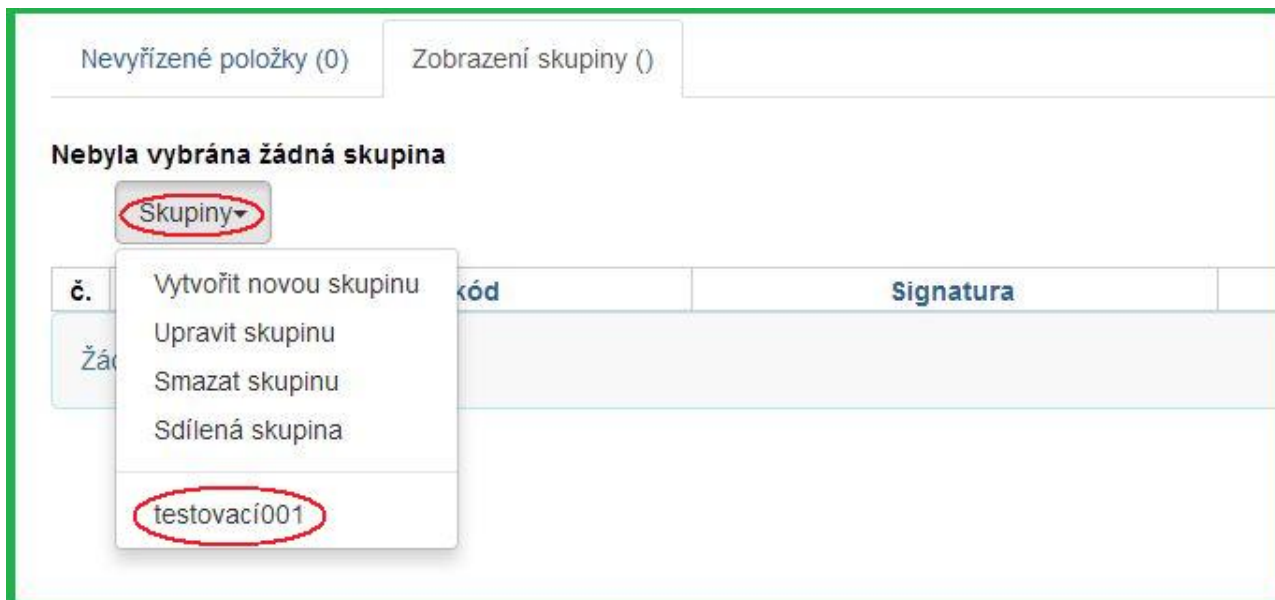 Nevyřízené položky (0) Zobrazení skupiny ()
Nebyla vybrána žádná skupina
Skupiny
č. kód Signatura
Vytvořit novou skupinu
Upravit skupinu
Žád
Smazat skupinu
Sdílená skupina
testovací001